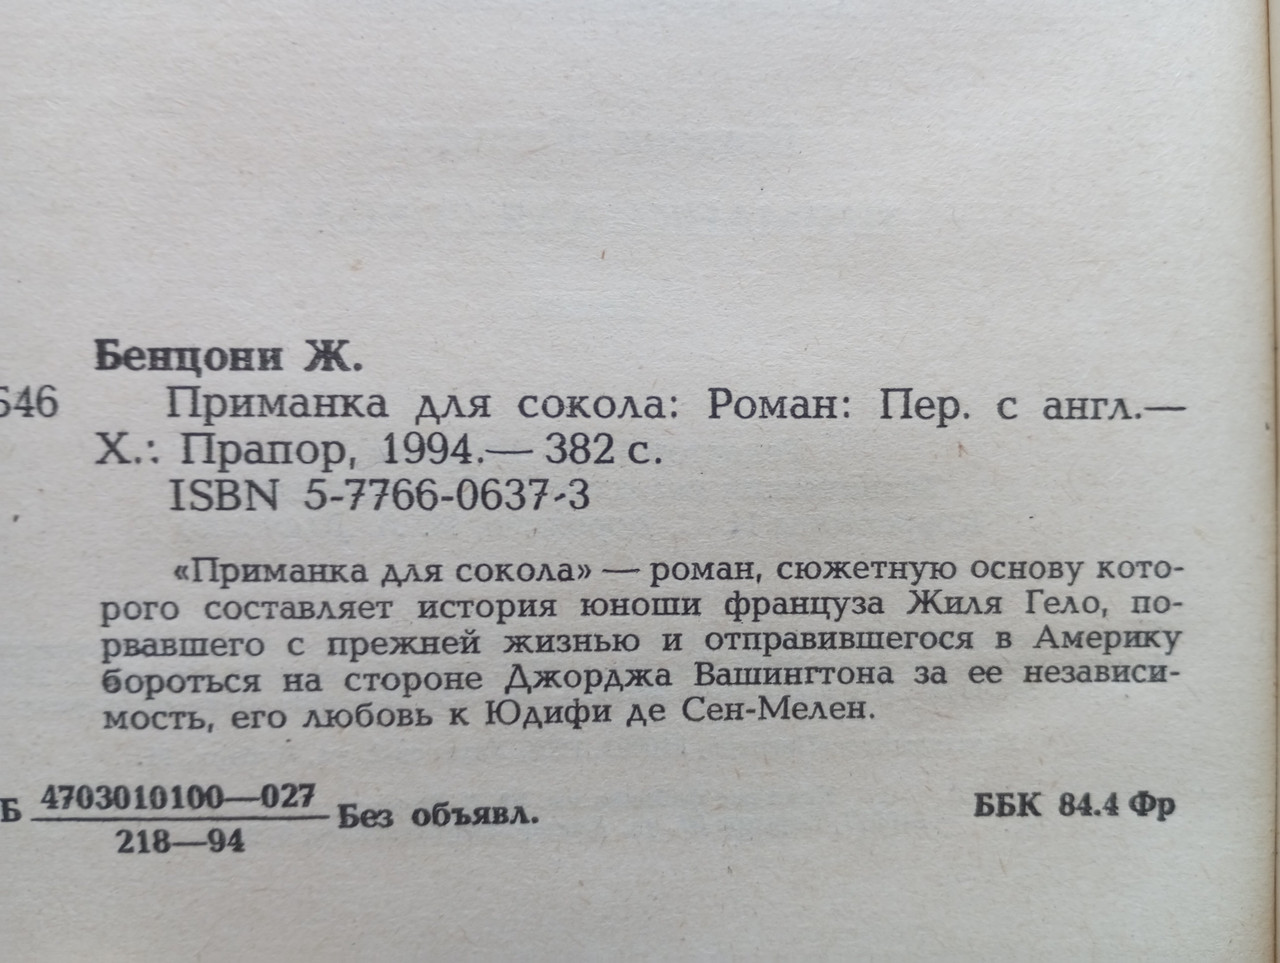 Бенцони Ж.
546 Приманка для сокола: Роман: Пер. с англ.—
Х.: Прапор, 1994.— 382 с.
ISBN 5-7766-0637-3
«Приманка для сокола» — роман, сюжетную основу кото-
рого составляет история юноши француза Жиля Гело, по-
рвавшего с прежней жизнью и отправившегося в Америку
бороться на стороне Джорджа Вашингтона за ее независи-
мость, его любовь к Юдифи де Сен-Мелен.
Б 4703010100—027 Без объявл. ББК 84.4 Фр
218—94